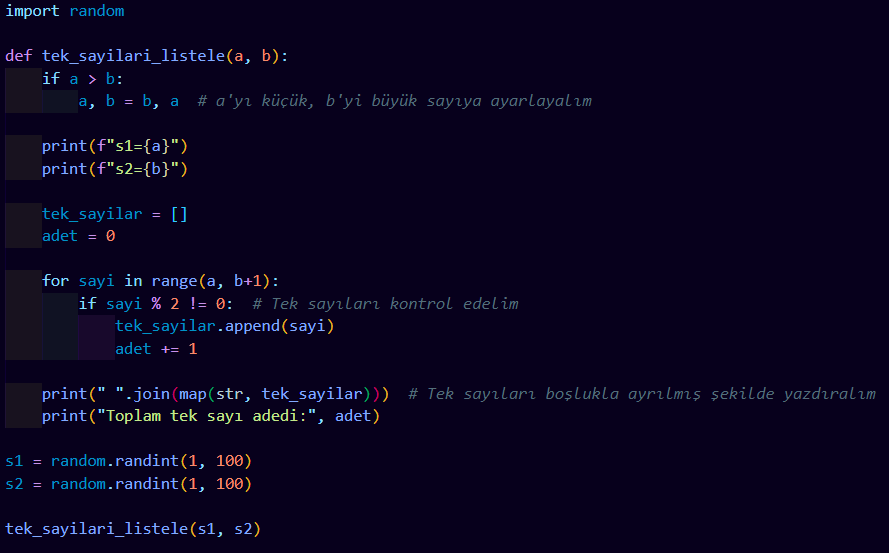 import random
def tek_sayilari_listele(a, b):
if a > b:
a, b = b, a  # a'yı küçük, b'yi büyük sayıya ayarlayalım
print(f"s1={a}")
print(f"s2={b}")
tek_sayilar = []
adet = 0
for sayi in range(a, b+1):
if sayi % 2 != 0:  # Tek sayıları kontrol edelim
tek_sayilar.append(sayi)
adet += 1
print(" ".join(map(str, tek_sayilar)))  # Tek sayıları boşlukla ayrılmış şekilde yazdıralım
print("Toplam tek sayı adedi:", adet)
s1 = random.randint(1, 100)
s2 = random.randint(1, 100)
tek_sayilari_listele(s1, s2)